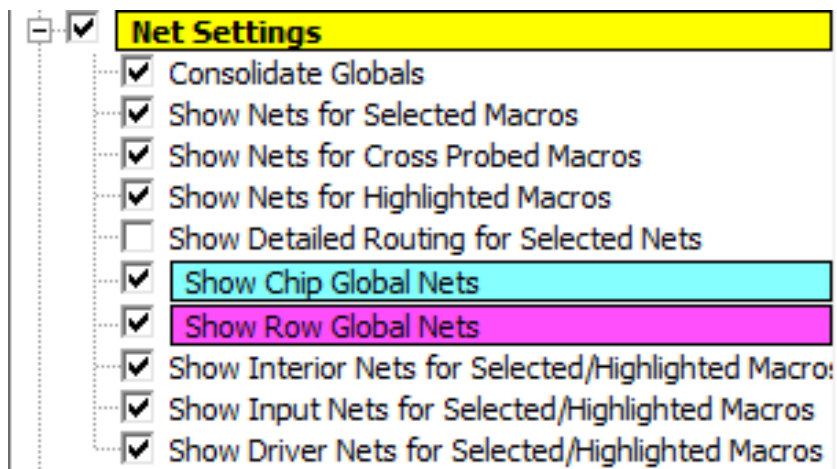 Net Settings
Consolidate Globals
Show Nets for Selected Macros
Show Nets for Cross Probed Macros
Show Nets for Highlighted Macros
Show Detailed Routing for Selected Nets
Show Chip Global Nets
Show Row Global Nets
Show Interior Nets for Selected/Highlighted Macros
Show Input Nets for Selected/Highlighted Macros
Show Driver Nets for Selected/Highlighted Macros